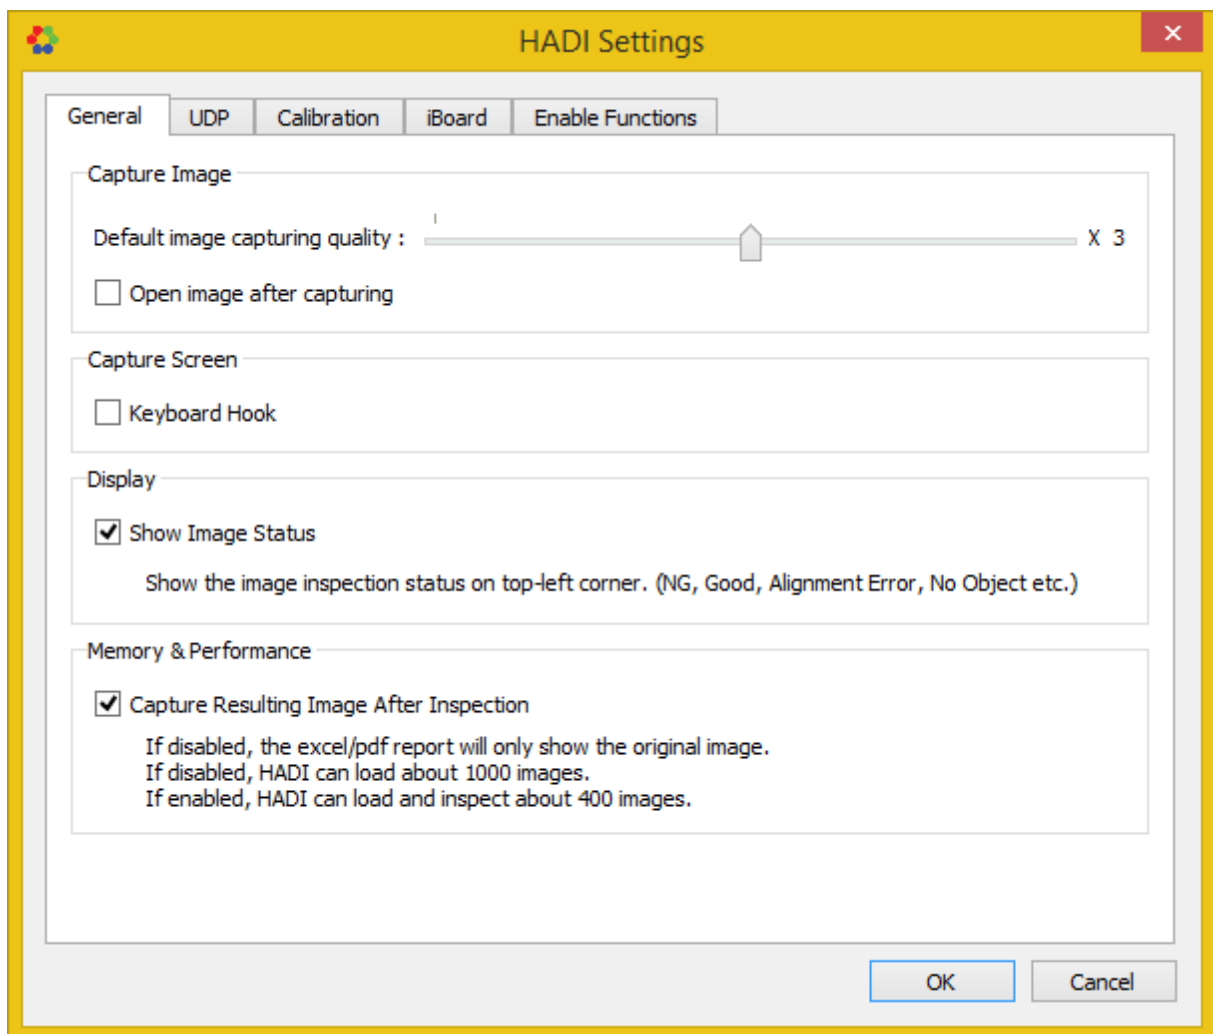 HADI Settings
General
UDP
Calibration
iBoard
Enable Functions
Capture Image
Default image capturing quality :
X 3
Open image after capturing
Capture Screen
Keyboard Hook
Display
Show Image Status
Show the image inspection status on top-left corner. (NG, Good, Alignment Error, No Object etc.)
Memory & Performance
Capture Resulting Image After Inspection
If disabled, the excel/pdf report will only show the original image.
If disabled, HADI can load about 1000 images.
If enabled, HADI can load and inspect about 400 images.
OK
Cancel